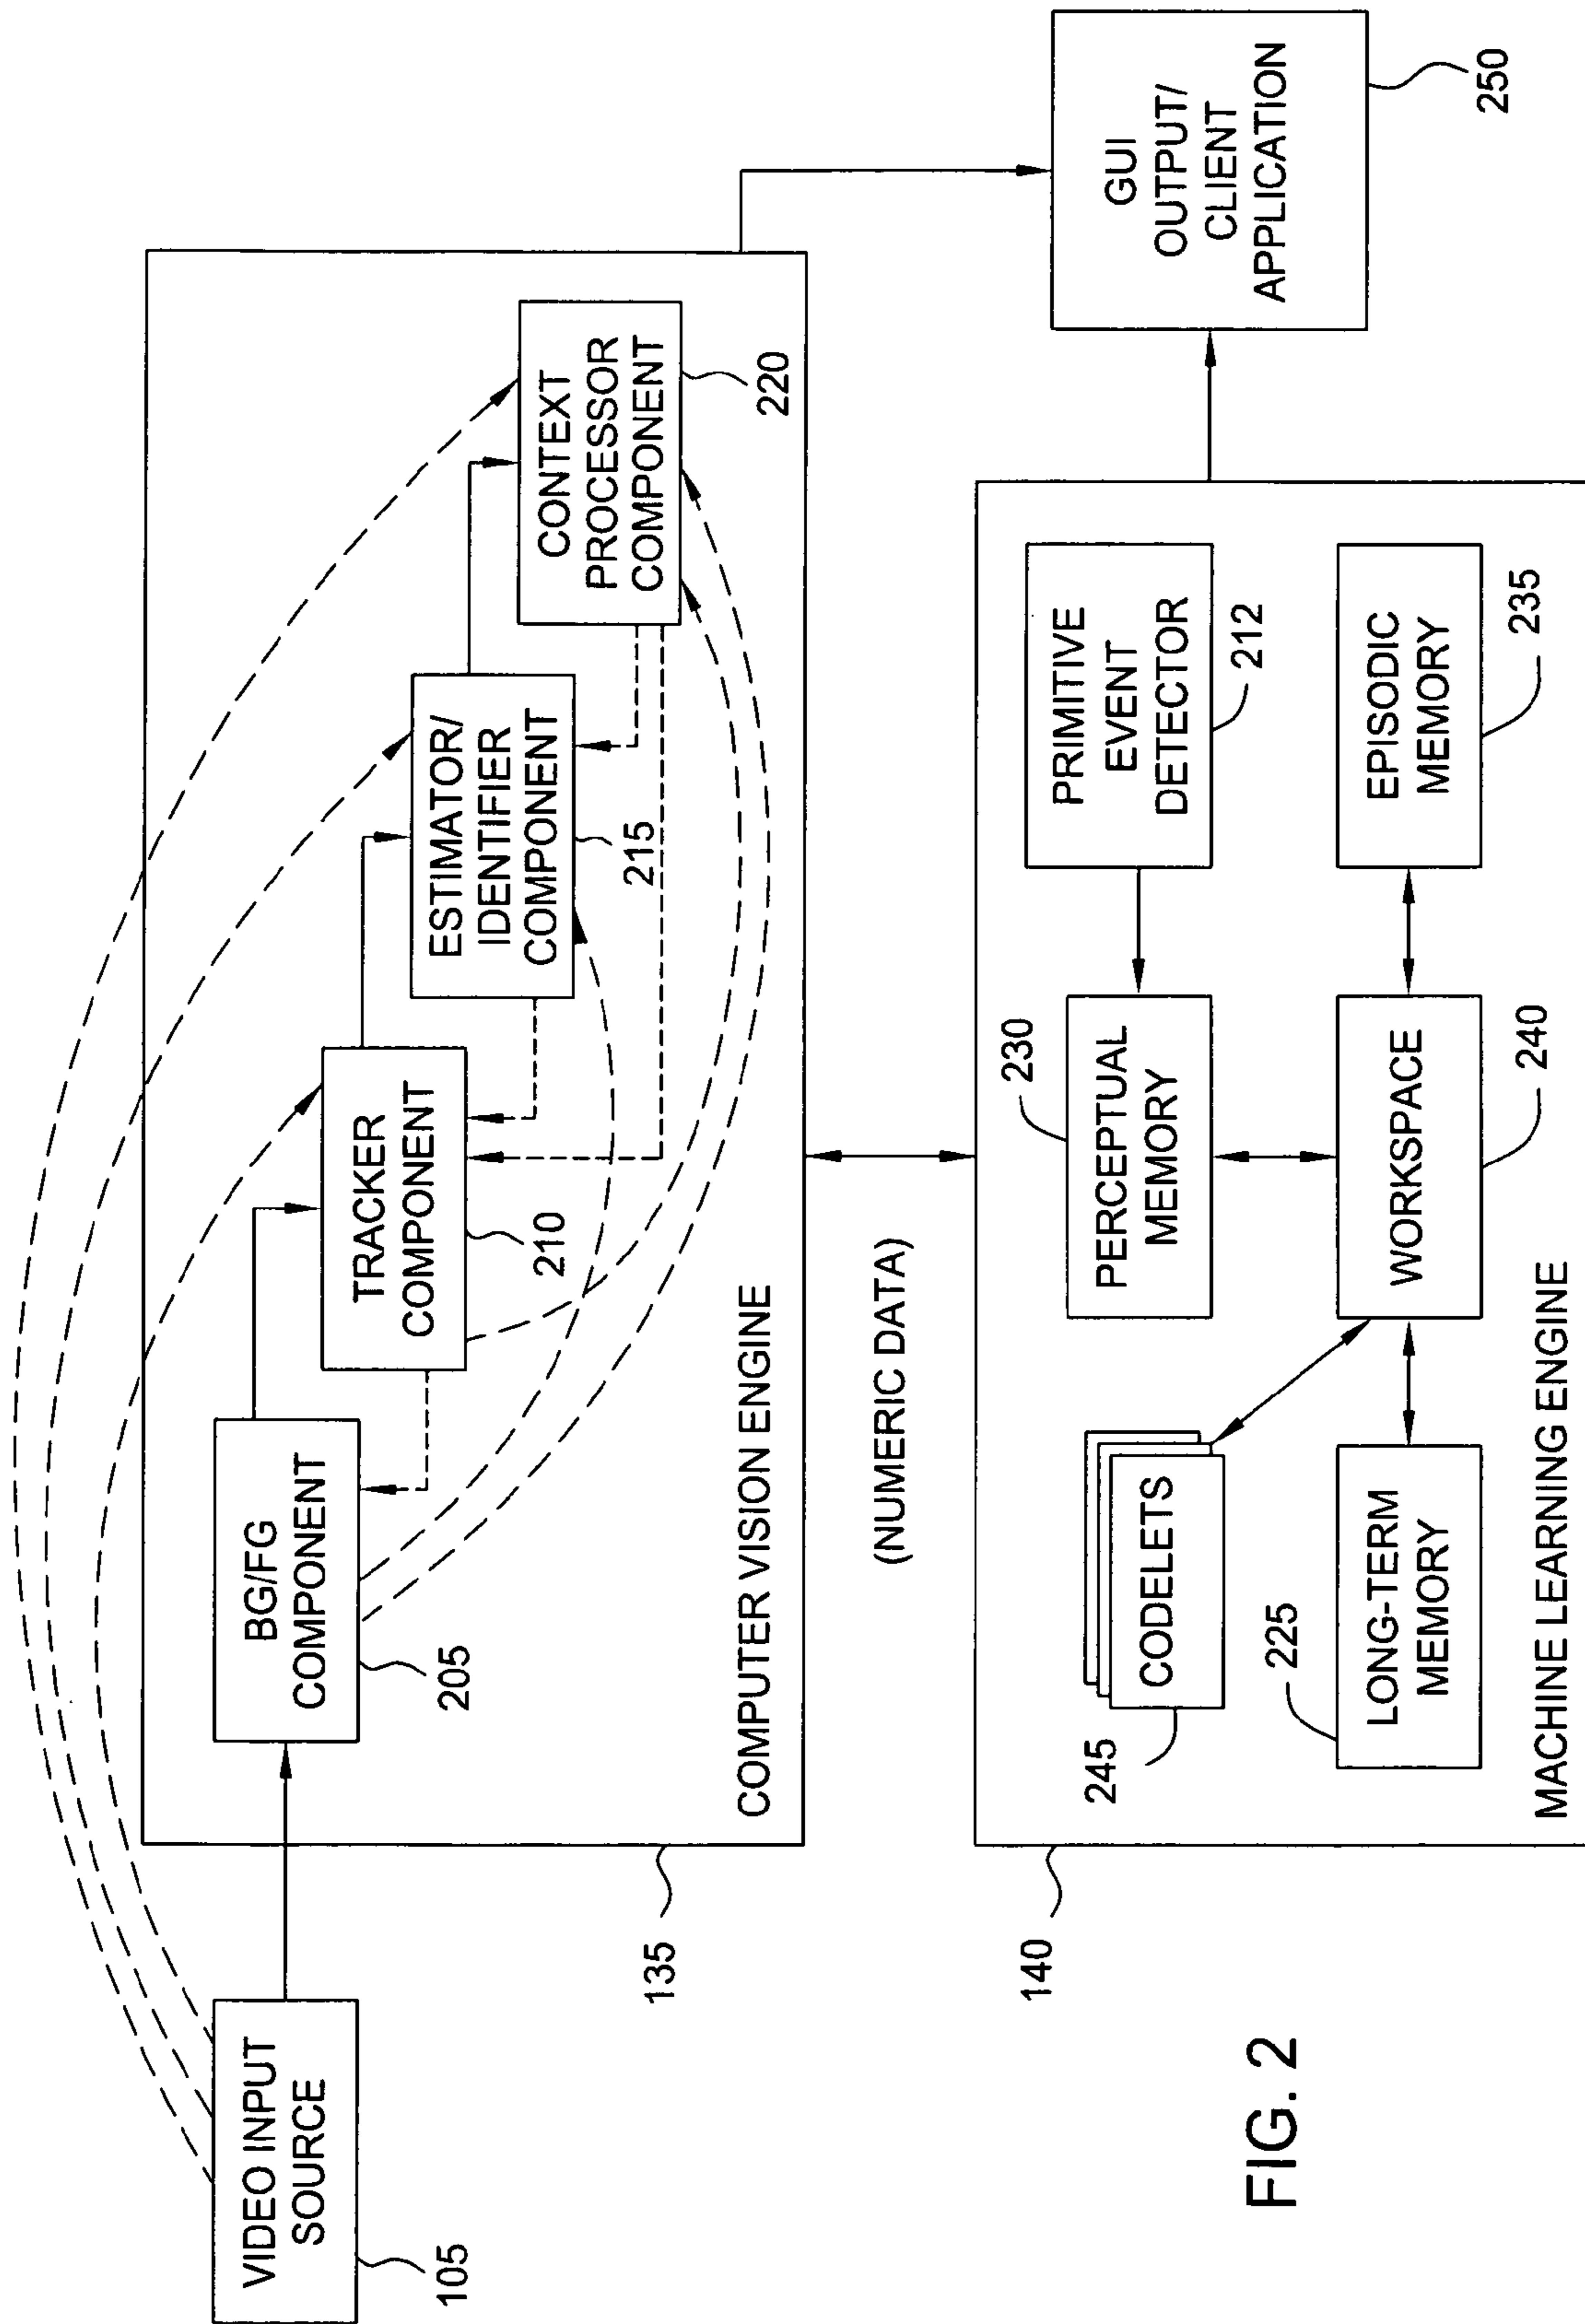 VIDEO INPUT
SOURCE
105
BG/FG
COMPONENT
205
TRACKER
COMPONENT
210
ESTIMATOR/
IDENTIFIER
COMPONENT
215
CONTEXT
PROCESSOR
COMPONENT
220
COMPUTER VISION ENGINE
135
(NUMERIC DATA)
GUI
OUTPUT/
CLIENT
APPLICATION
250
140
245
CODELETS
230
PERCEPTUAL
MEMORY
PRIMITIVE
EVENT
DETECTOR
212
225
LONG-TERM
MEMORY
WORKSPACE
240
EPISODIC
MEMORY
235
MACHINE LEARNING ENGINE
FIG. 2